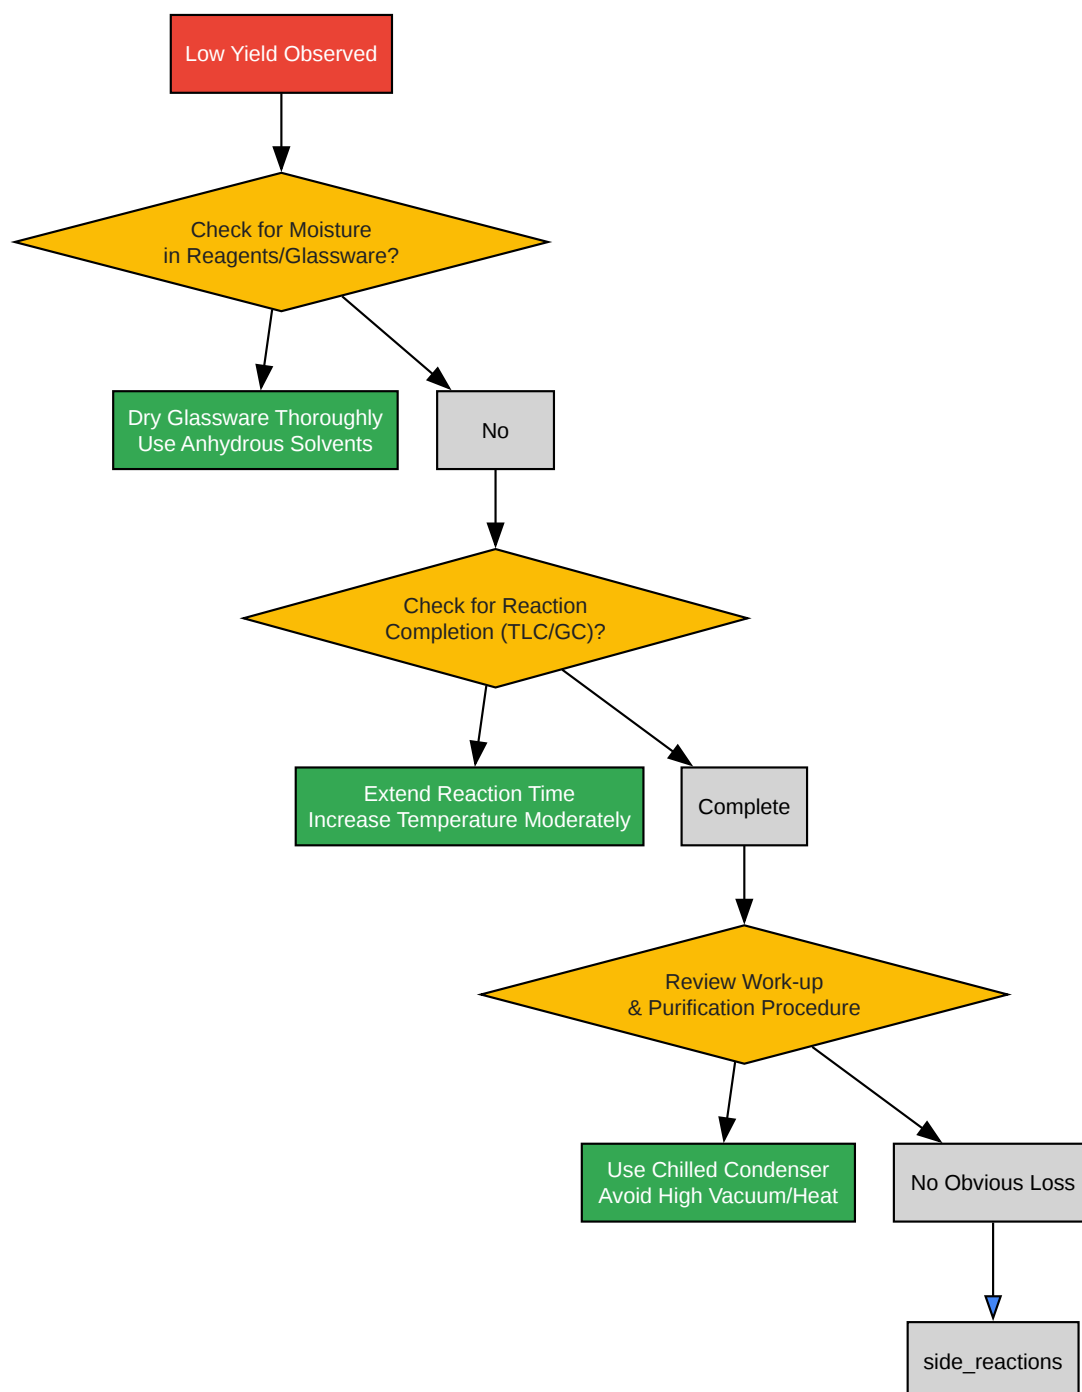 Low Yield Observed
Check for Moisture
in Reagents/Glassware?
Dry Glassware Thoroughly
Use Anhydrous Solvents
No
Check for Reaction
Completion (TLC/GC)?
Extend Reaction Time
Increase Temperature Moderately
Complete
Review Work-up
& Purification Procedure
Use Chilled Condenser
Avoid High Vacuum/Heat
No Obvious Loss
side_reactions